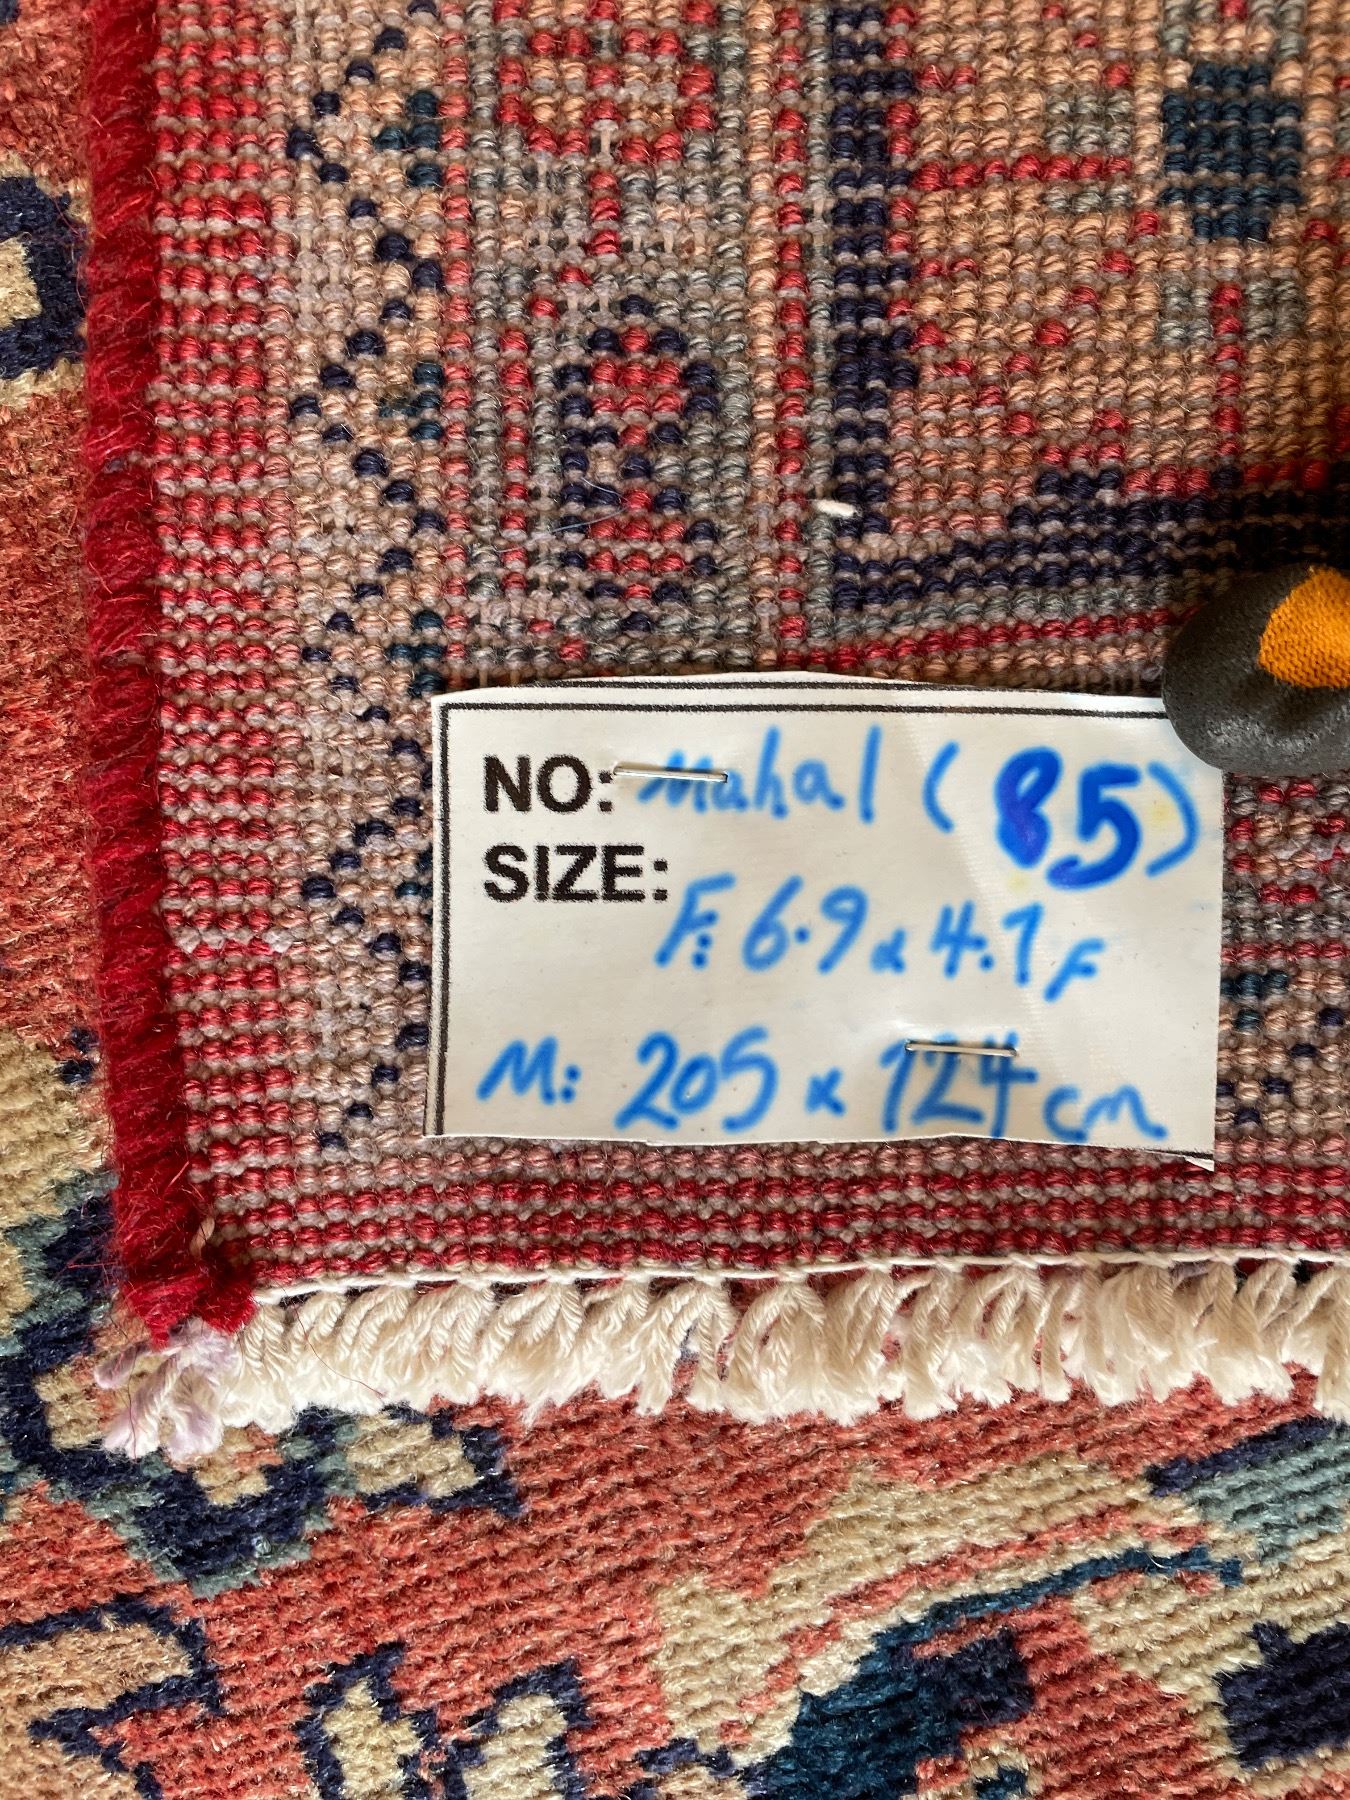 NO: Mahal (85)
SIZE:
F: 6.9 x 4.1 F
M: 205 x 124 cm